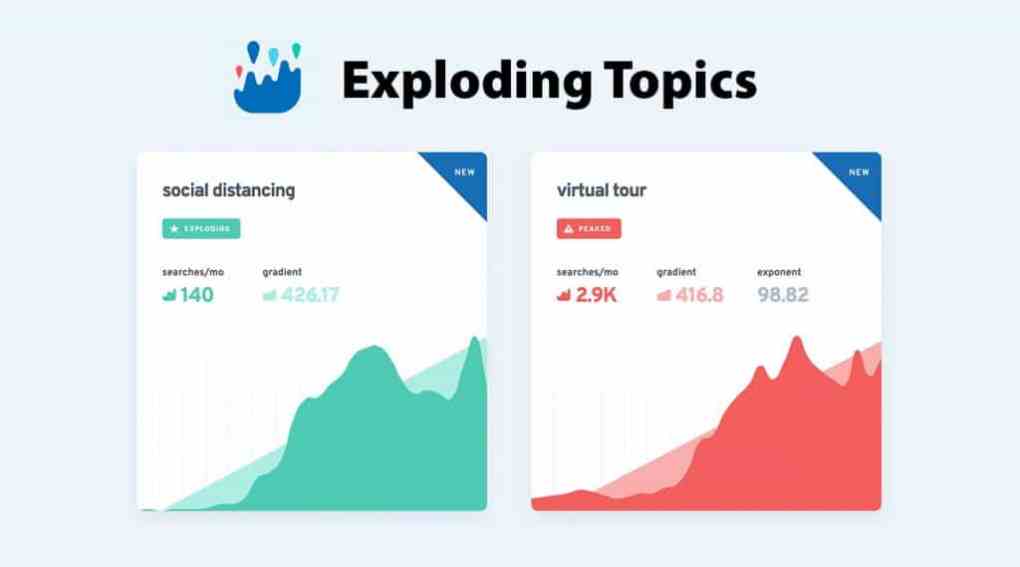 Exploding Topics
NEW
social distancing
EXPLODING
searches/mo gradient
140 426.17
NEW
virtual tour
PEAKED
searches/mo gradient exponent
2.9K 416.8 98.82